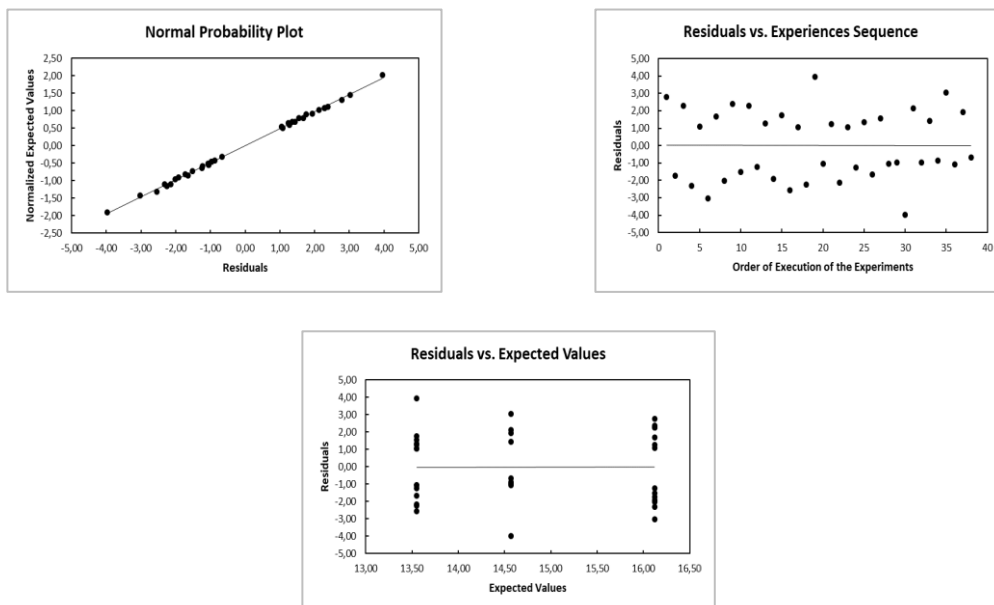 Normal Probability Plot
Normalized Expected Values
2,50
2,00
1,50
1,00
0,50
0,00
-0,50
-1,00
-1,50
-2,00
-2,50
-5,00 -4,00 -3,00 -2,00 -1,00 0,00 1,00 2,00 3,00 4,00 5,00
Residuals
Residuals vs. Experiences Sequence
Residuals
5,00
4,00
3,00
2,00
1,00
0,00
-1,00
-2,00
-3,00
-4,00
-5,00
0 5 10 15 20 25 30 35 40
Order of Execution of the Experiments
Residuals vs. Expected Values
Residuals
5,00
4,00
3,00
2,00
1,00
0,00
-1,00
-2,00
-3,00
-4,00
-5,00
13,00 13,50 14,00 14,50 15,00 15,50 16,00 16,50
Expected Values